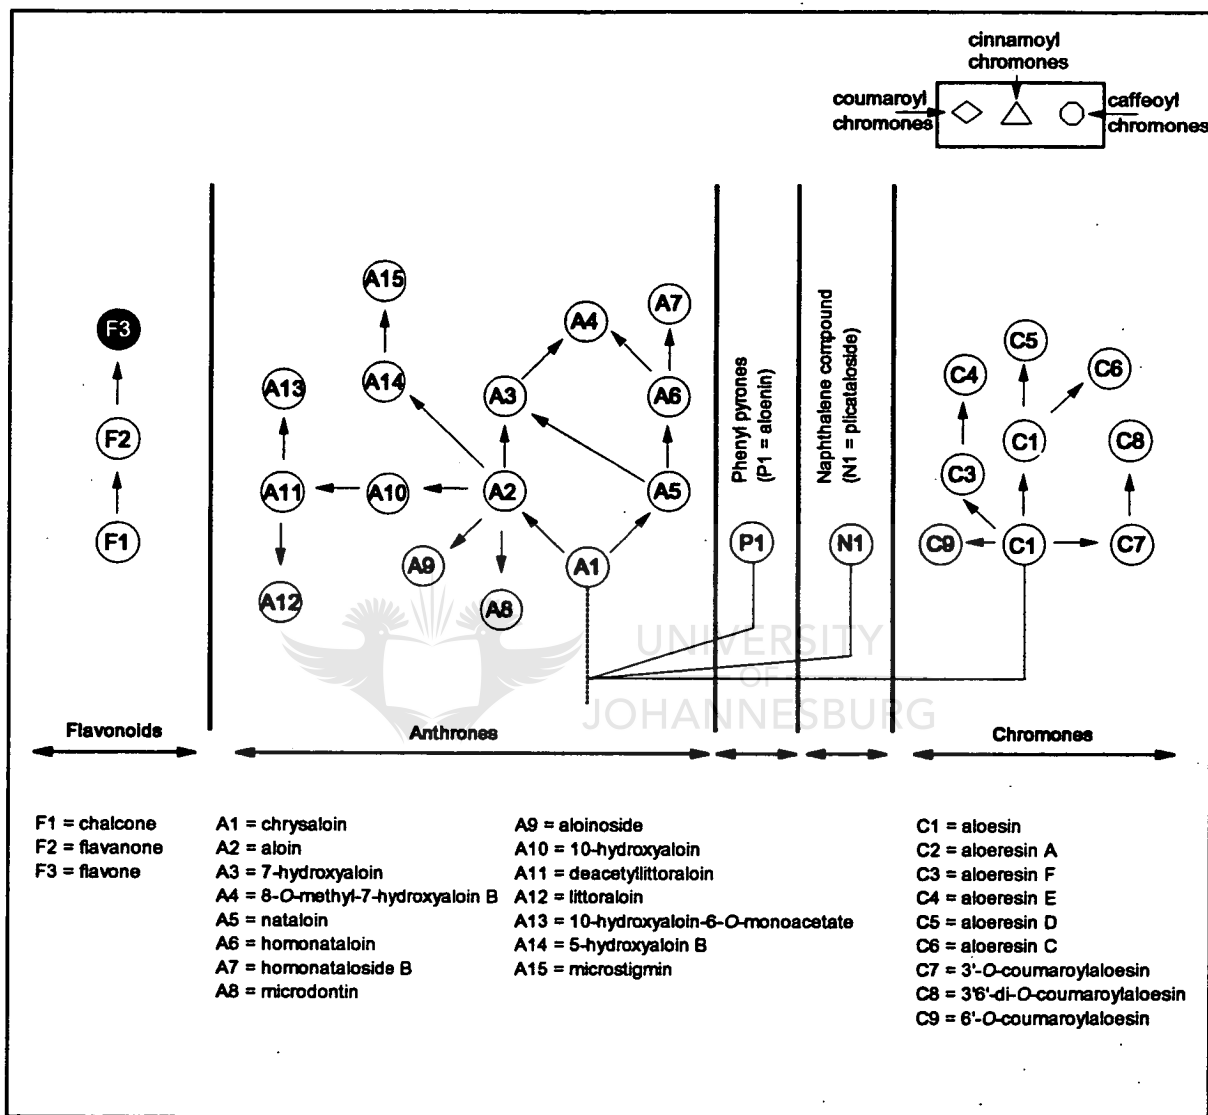 cinnamoyl
chromones
coumaroyl
chromones
caffeoyl
chromones
A15
A7
A4
F3
C5
C6
C4
A14
A13
A3
A6
F2
C1
C8
C3
A11
A10
A2
A5
F1
P1
N1
C9
C1
C7
A9
A1
A12
A8
Phenyl pyrones
(P1 = aloenin)
Naphthalene compound
(N1 = plicataloside)
UNIVERSITY
OF
JOHANNESBURG
Flavonoids
Anthrones
Chromones
F1 = chalcone
F2 = flavanone
F3 = flavone
A1 = chrysaloin
A2 = aloin
A3 = 7-hydroxyaloin
A4 = 8-O-methyl-7-hydroxyaloin B
A5 = nataloin
A6 = homonataloin
A7 = homonataloside B
A8 = microdontin
A9 = aloinoside
A10 = 10-hydroxyaloin
A11 = deacetyllittoraloin
A12 = littoraloin
A13 = 10-hydroxyaloin-6-O-monoacetate
A14 = 5-hydroxyaloin B
A15 = microstigmin
C1 = aloesin
C2 = aloeresin A
C3 = aloeresin F
C4 = aloeresin E
C5 = aloeresin D
C6 = aloeresin C
C7 = 3'-O-coumaroylaloesin
C8 = 3'6'-di-O-coumaroylaloesin
C9 = 6'-O-coumaroylaloesin